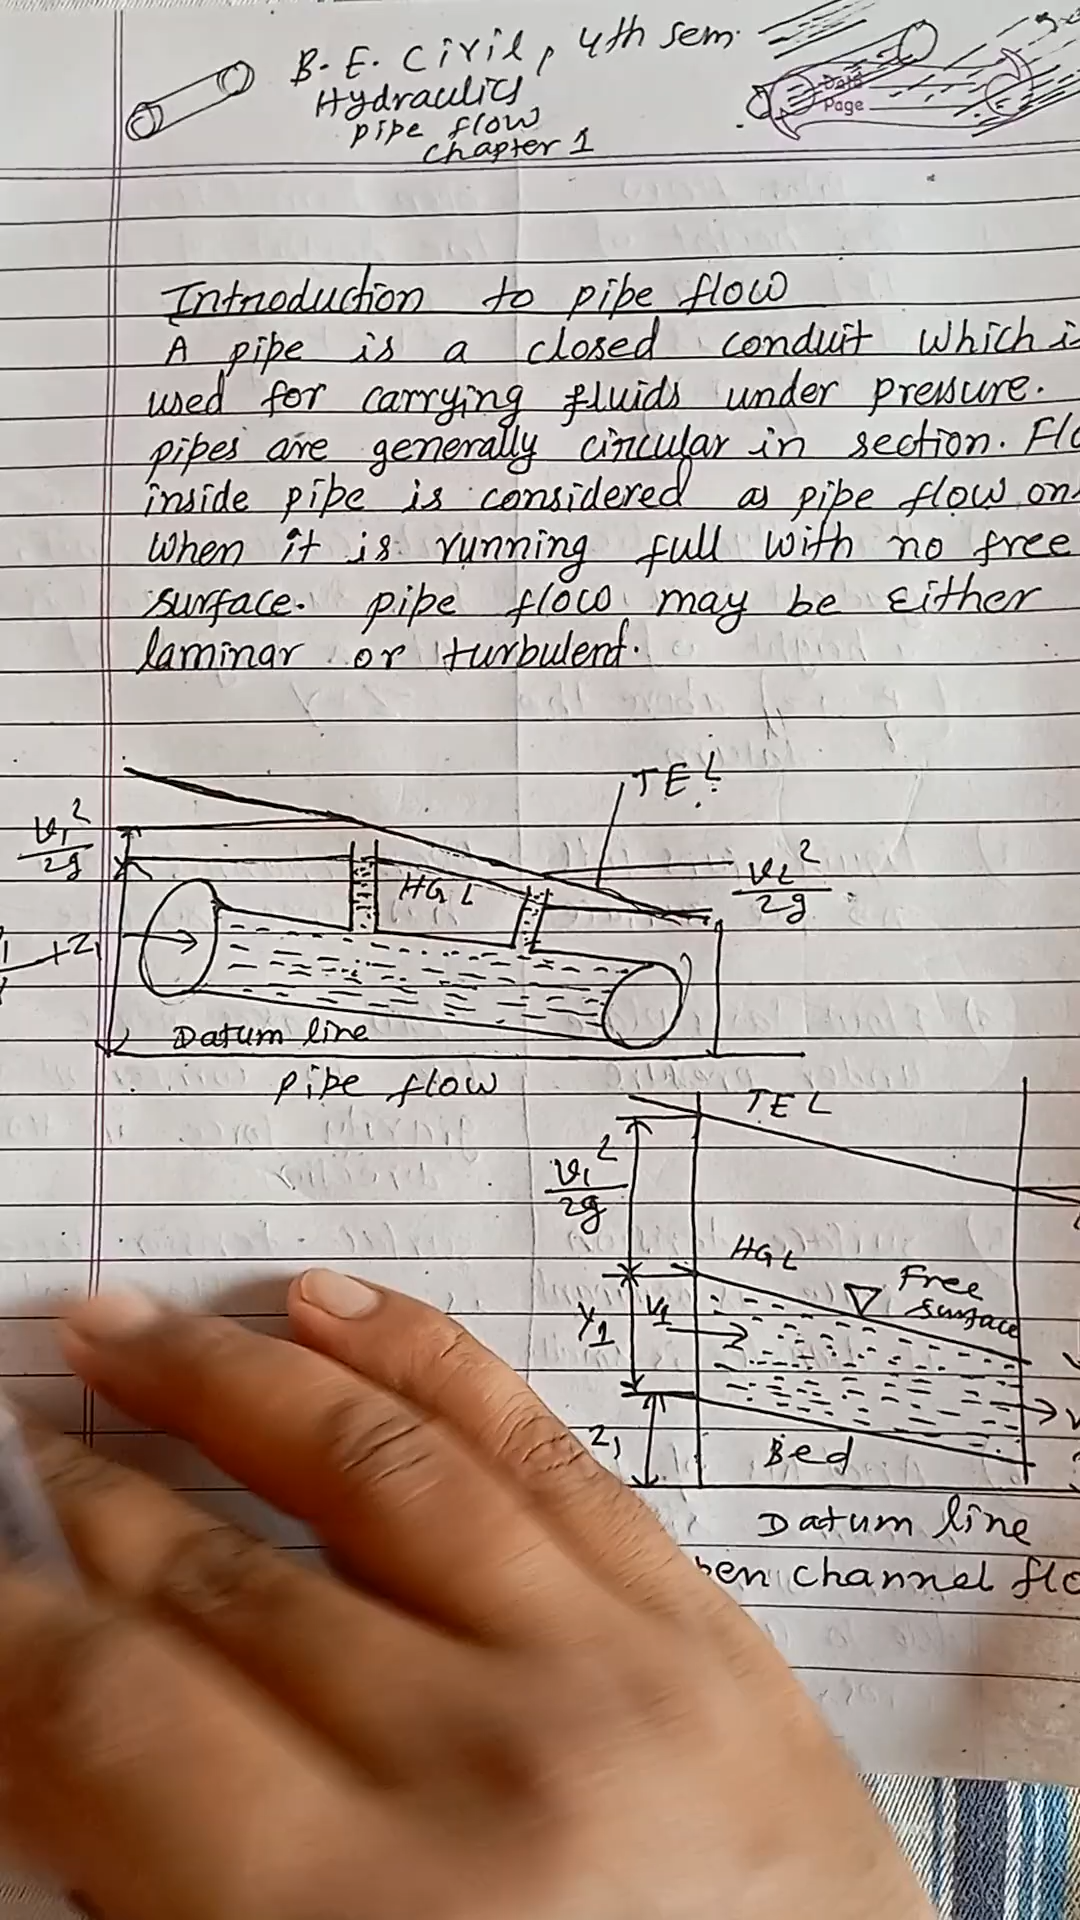 B.E. Civil, 4th sem.
Hydraulics
pipe flow
chapter 1
Date
Page
Introduction to pipe flow
A pipe is a closed conduit which is
used for carrying fluids under pressure.
pipes are generally circular in section. Flo
inside pipe is considered as pipe flow on
when it is running full with no free
surface. pipe flow may be either
laminar or turbulent.
TEL
V₁²/2g
HGL
V₂²/2g
+Z₁
Datum line
pipe flow
TEL
V₁²/2g
HGL
Free
surface
Y₁
V₁
Z₁
Bed
Datum line
pen channel flo